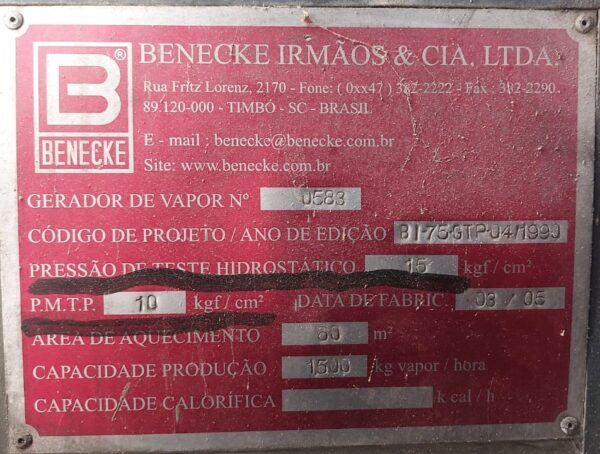 B®
BENECKE
BENECKE IRMÃOS & CIA. LTDA.
Rua Fritz Lorenz, 2170 - Fone: ( 0xx47 ) 382-2222 - Fax : 382-2290
89.120-000 - TIMBÓ - SC - BRASIL
E - mail : benecke@benecke.com.br
Site: www.benecke.com.br
GERADOR DE VAPOR Nº 0583
CÓDIGO DE PROJETO / ANO DE EDIÇÃO
PRESSÃO DE TESTE HIDROSTÁTICO 15 kgf / cm²
P.M.T.P. 10 kgf / cm² DATA DE FABRIC. 03 / 05
ÁREA DE AQUECIMENTO 60 m²
CAPACIDADE PRODUÇÃO 1500 kg vapor / hora
CAPACIDADE CALORÍFICA k cal / h